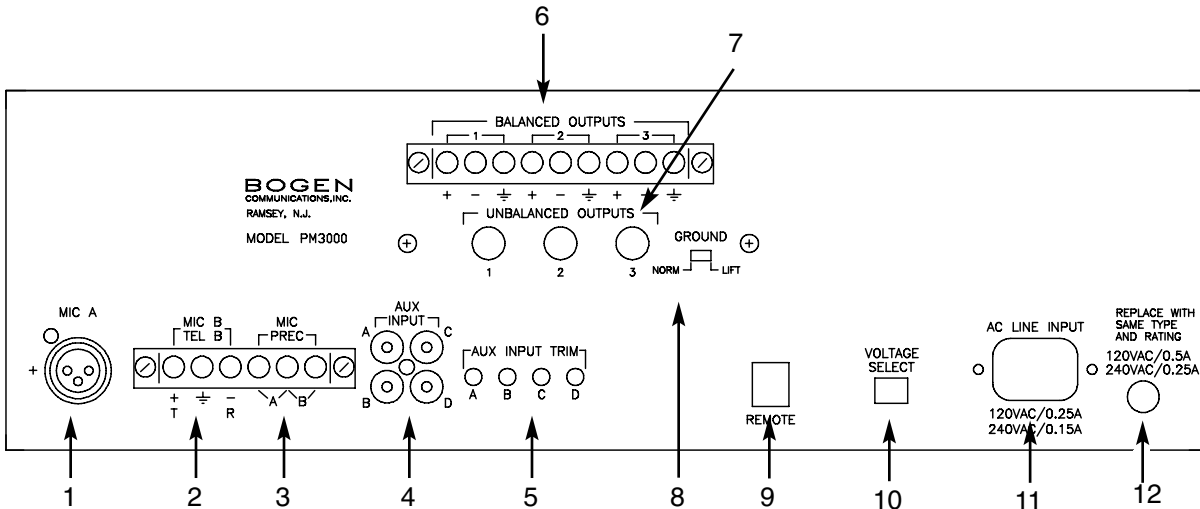 6
7
BALANCED OUTPUTS
1 2 3
+ − ⏚ + − ⏚ + − ⏚
BOGEN
COMMUNICATIONS,INC.
RAMSEY, N.J.
MODEL PM3000
UNBALANCED OUTPUTS
1 2 3
GROUND
NORM LIFT
MIC A
+
MIC B
TEL B
MIC
PREC
+ ⏚ −
T R
A B
AUX
INPUT
A C
B D
AUX INPUT TRIM
A B C D
REMOTE
VOLTAGE
SELECT
AC LINE INPUT
120VAC/0.25A
240VAC/0.15A
REPLACE WITH
SAME TYPE
AND RATING
120VAC/0.5A
240VAC/0.25A
1 2 3 4 5 8 9 10 11 12